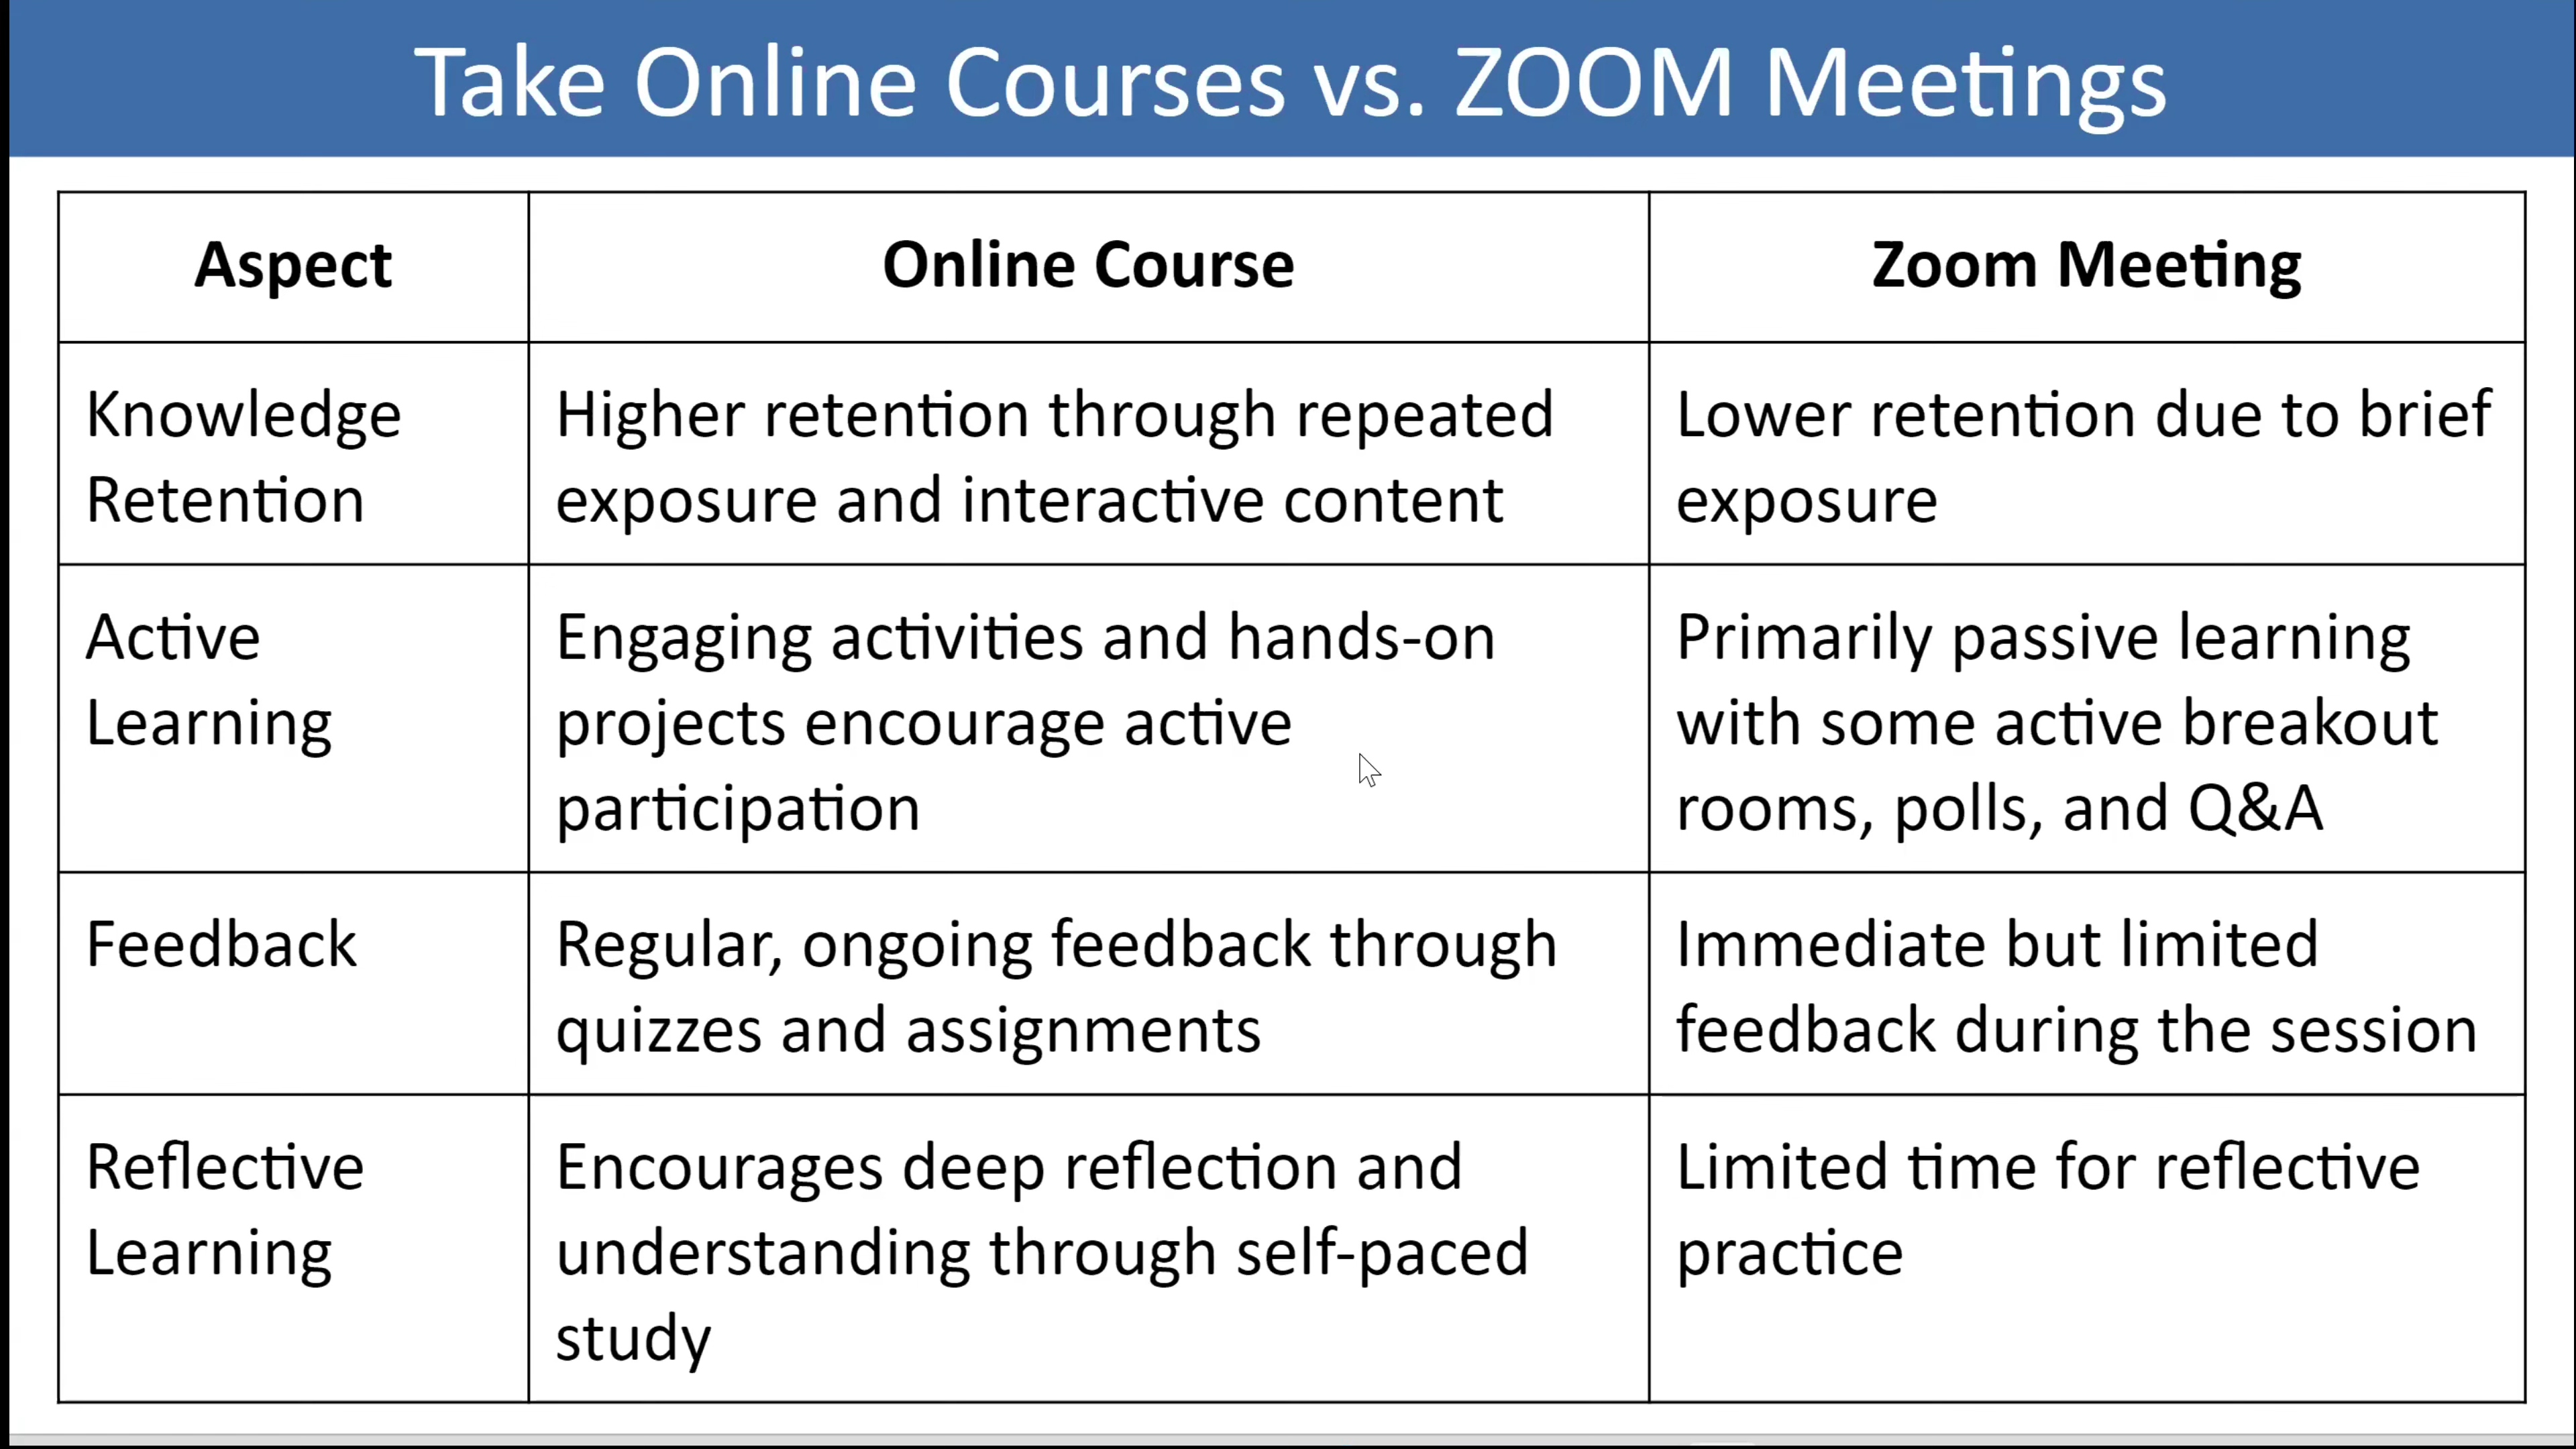 Take Online Courses vs. ZOOM Meetings
Aspect
Online Course
Zoom Meeting
Knowledge
Retention
Higher retention through repeated
exposure and interactive content
Lower retention due to brief
exposure
Active
Learning
Engaging activities and hands-on
projects encourage active
participation
Primarily passive learning
with some active breakout
rooms, polls, and Q&A
Feedback
Regular, ongoing feedback through
quizzes and assignments
Immediate but limited
feedback during the session
Reflective
Learning
Encourages deep reflection and
understanding through self-paced
study
Limited time for reflective
practice